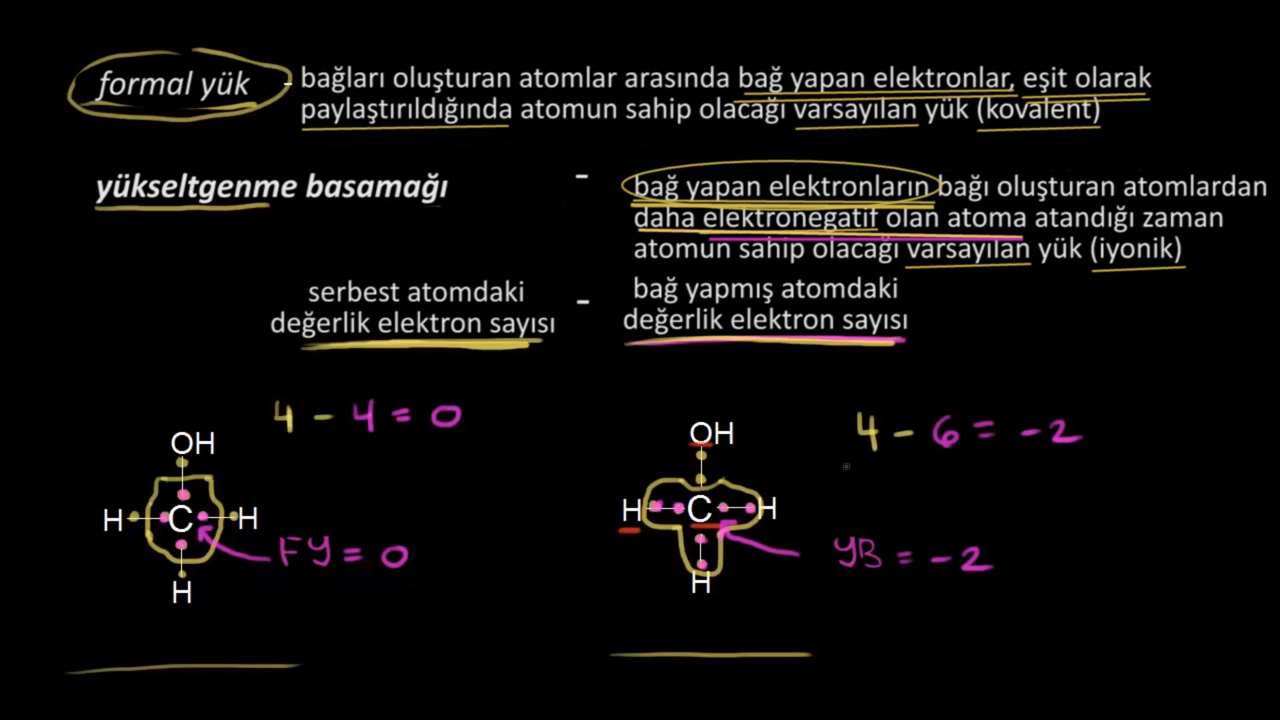 formal yük - bağları oluşturan atomlar arasında bağ yapan elektronlar, eşit olarak
paylaştırıldığında atomun sahip olacağı varsayılan yük (kovalent)
yükseltgenme basamağı - bağ yapan elektronların bağı oluşturan atomlardan
daha elektronegatif olan atoma atandığı zaman
atomun sahip olacağı varsayılan yük (iyonik)
serbest atomdaki
değerlik elektron sayısı
-
bağ yapmış atomdaki
değerlik elektron sayısı
4 - 4 = 0
OH
H C H
H
FY = 0
4 - 6 = -2
OH
H C H
H
YB = -2